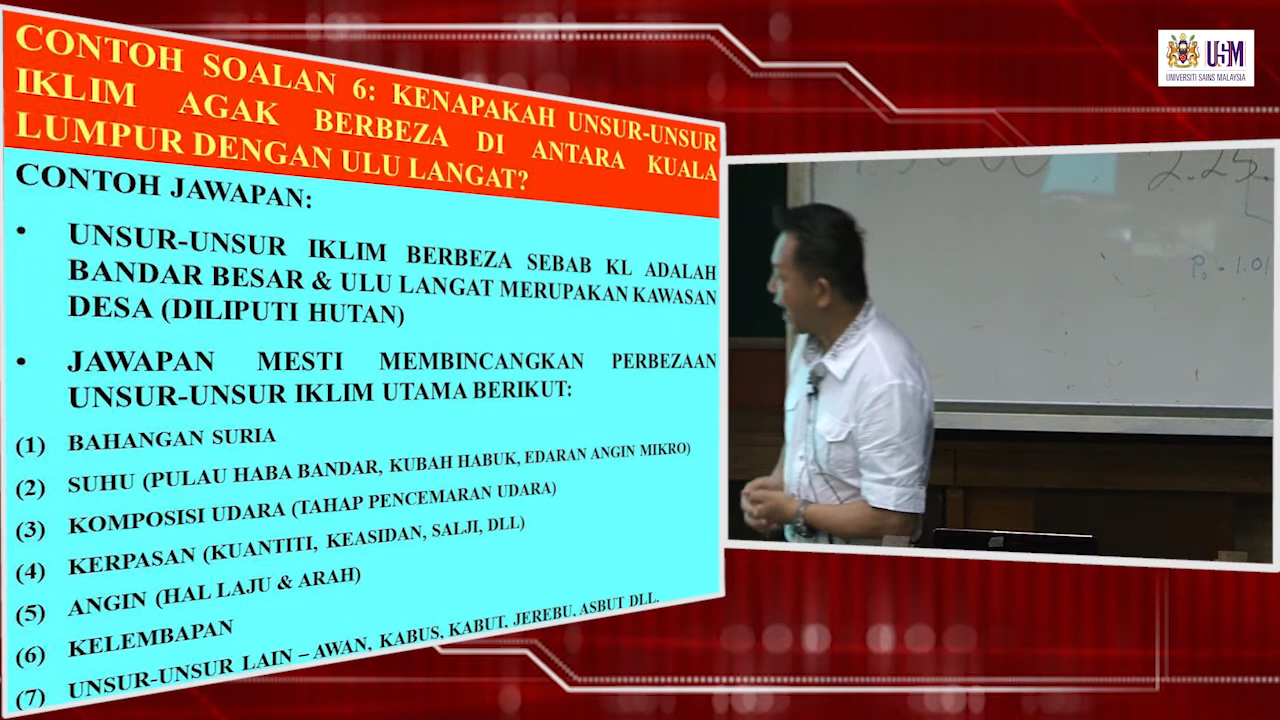 CONTOH SOALAN 6: KENAPAKAH UNSUR-UNSUR
IKLIM AGAK BERBEZA DI ANTARA KUALA
LUMPUR DENGAN ULU LANGAT?
CONTOH JAWAPAN:
• UNSUR-UNSUR IKLIM BERBEZA SEBAB KL ADALAH
BANDAR BESAR & ULU LANGAT MERUPAKAN KAWASAN
DESA (DILIPUTI HUTAN)
• JAWAPAN MESTI MEMBINCANGKAN PERBEZAAN
UNSUR-UNSUR IKLIM UTAMA BERIKUT:
(1) BAHANGAN SURIA
(2) SUHU (PULAU HABA BANDAR, KUBAH HABUK, EDARAN ANGIN MIKRO)
(3) KOMPOSISI UDARA (TAHAP PENCEMARAN UDARA)
(4) KERPASAN (KUANTITI, KEASIDAN, SALJI, DLL)
(5) ANGIN (HAL LAJU & ARAH)
(6) KELEMBAPAN
(7) UNSUR-UNSUR LAIN – AWAN, KABUS, KABUT, JEREBU, ASBUT DLL.
USM
UNIVERSITI SAINS MALAYSIA
2.25.
P₀ = 1.01